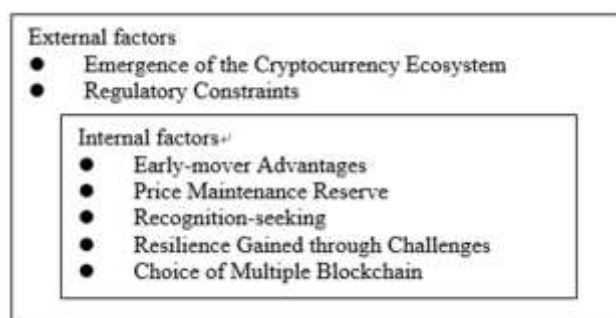 External factors
● Emergence of the Cryptocurrency Ecosystem
● Regulatory Constraints
Internal factors↵
● Early-mover Advantages
● Price Maintenance Reserve
● Recognition-seeking
● Resilience Gained through Challenges
● Choice of Multiple Blockchain